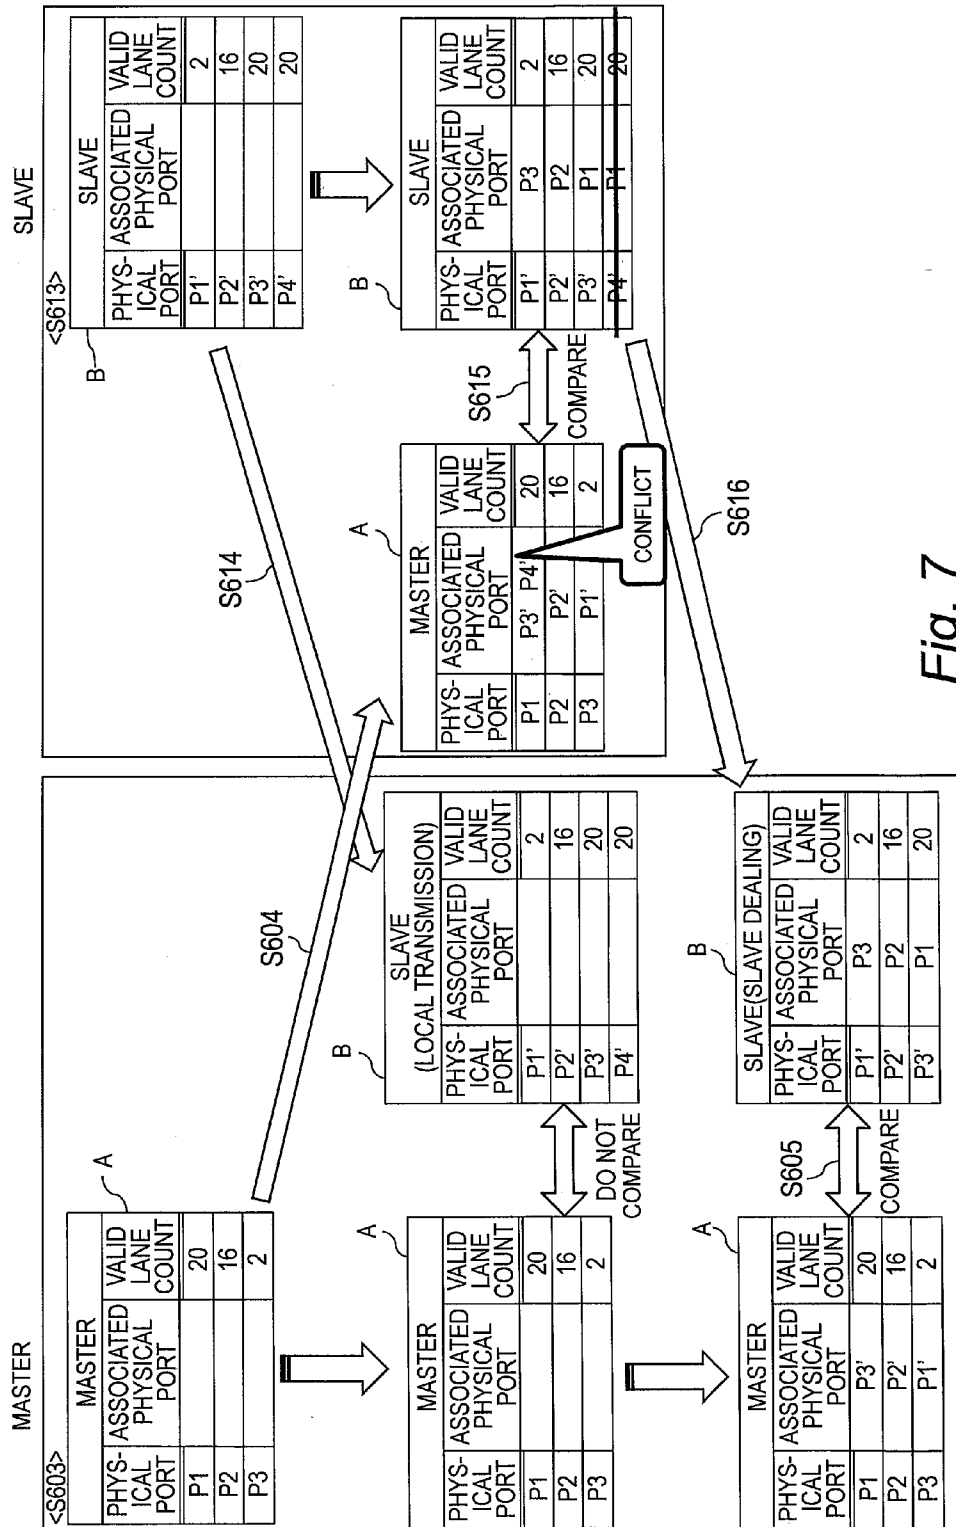 MASTER
<S603>
MASTER
PHYS-
ICAL
PORT
ASSOCIATED
PHYSICAL
PORT
VALID
LANE
COUNT
P1 20
P2 16
P3 2
A
S604
MASTER
PHYS-
ICAL
PORT
ASSOCIATED
PHYSICAL
PORT
VALID
LANE
COUNT
P1 20
P2 16
P3 2
A
DO NOT
COMPARE
B
SLAVE
(LOCAL TRANSMISSION)
PHYS-
ICAL
PORT
ASSOCIATED
PHYSICAL
PORT
VALID
LANE
COUNT
P1' 2
P2' 16
P3' 20
P4' 20
MASTER
PHYS-
ICAL
PORT
ASSOCIATED
PHYSICAL
PORT
VALID
LANE
COUNT
P1 P3' 20
P2 P2' 16
P3 P1' 2
A
S605
COMPARE
B
SLAVE(SLAVE DEALING)
PHYS-
ICAL
PORT
ASSOCIATED
PHYSICAL
PORT
VALID
LANE
COUNT
P1' P3 2
P2' P2 16
P3' P1 20
SLAVE
<S613>
B
SLAVE
PHYS-
ICAL
PORT
ASSOCIATED
PHYSICAL
PORT
VALID
LANE
COUNT
P1' 2
P2' 16
P3' 20
P4' 20
S614
A
MASTER
PHYS-
ICAL
PORT
ASSOCIATED
PHYSICAL
PORT
VALID
LANE
COUNT
P1 P3' P4' 20
P2 P2' 16
P3 P1' 2
CONFLICT
S615
COMPARE
B
SLAVE
PHYS-
ICAL
PORT
ASSOCIATED
PHYSICAL
PORT
VALID
LANE
COUNT
P1' P3 2
P2' P2 16
P3' P1 20
P4' P1 20
S616
Fig. 7